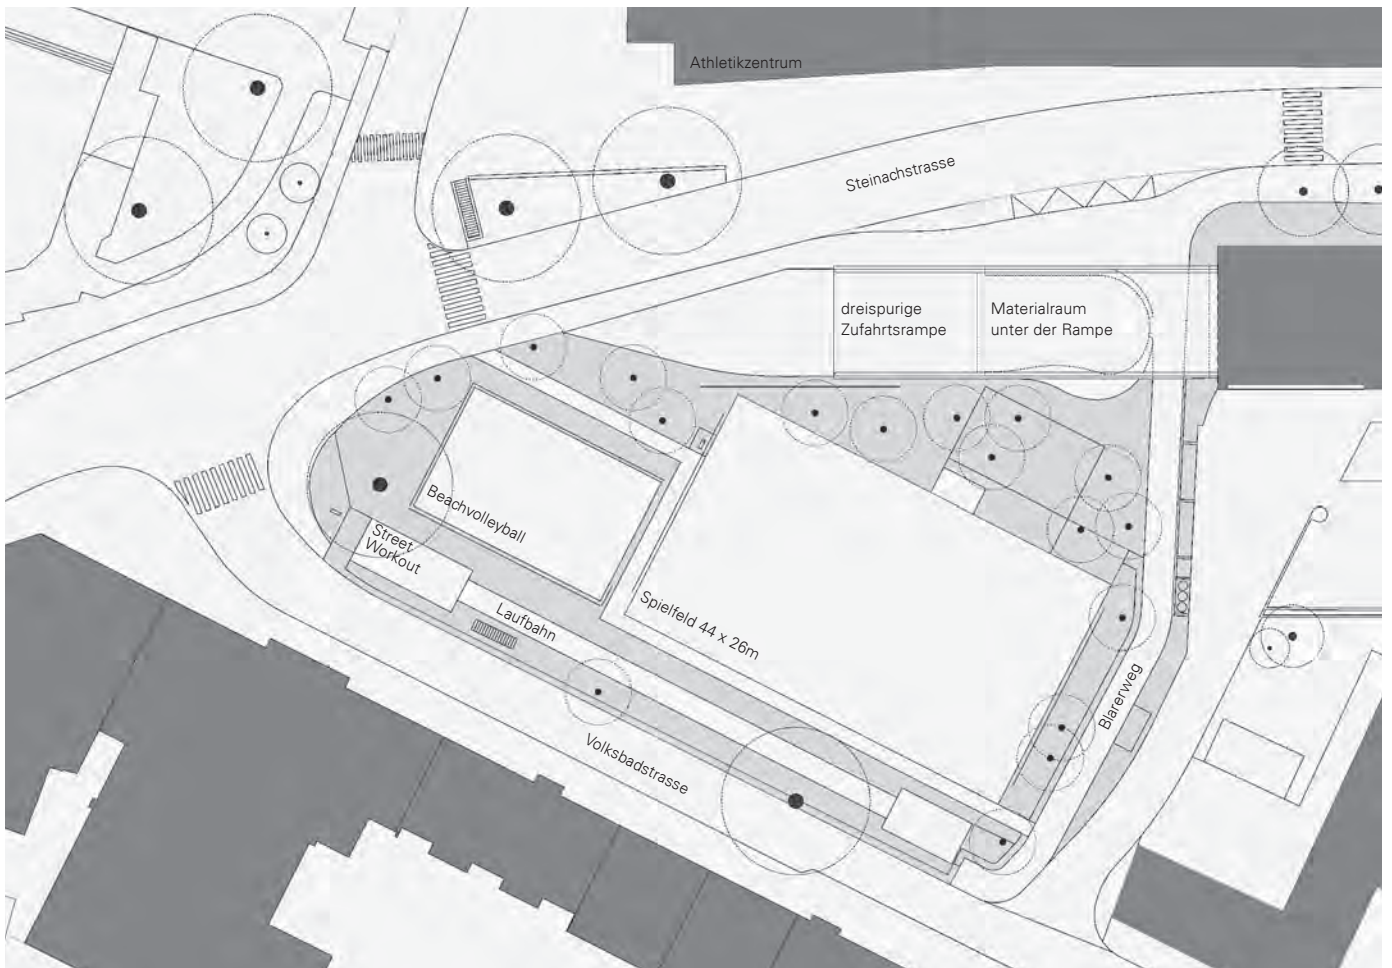 Athletikzentrum
Steinachstrasse
dreispurige
Zufahrtsrampe
Materialraum
unter der Rampe
Beachvolleyball
Street
Workout
Laufbahn
Spielfeld 44 x 26m
Blarerweg
Volksbadstrasse